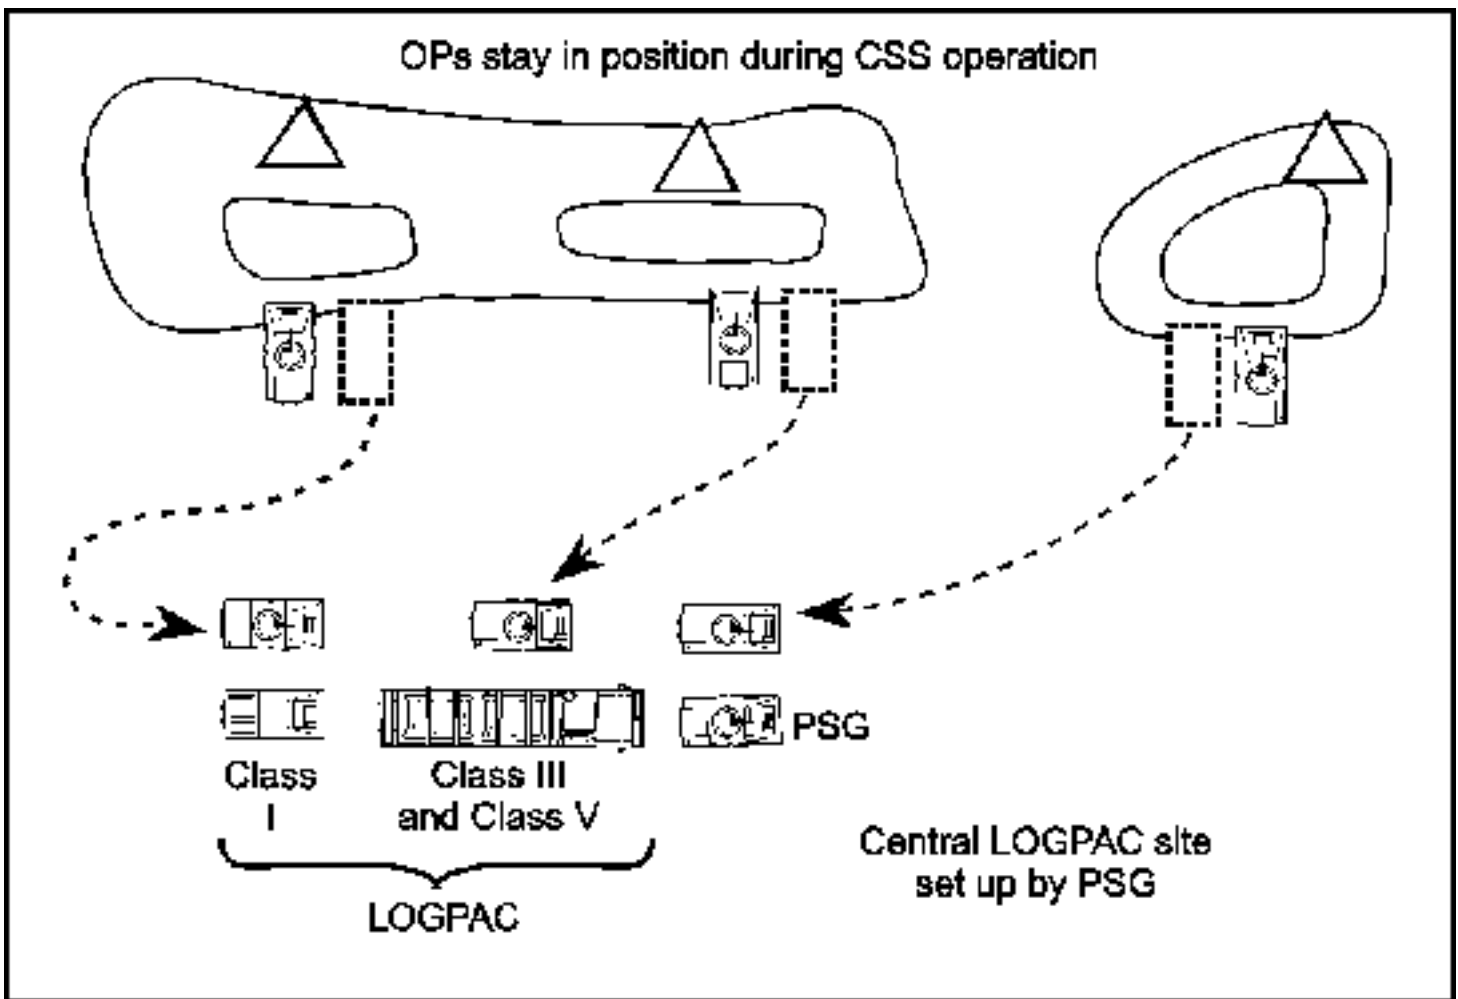 OPs stay in position during CSS operation
PSG
Class
I
Class III
and Class V
LOGPAC
Central LOGPAC site
set up by PSG